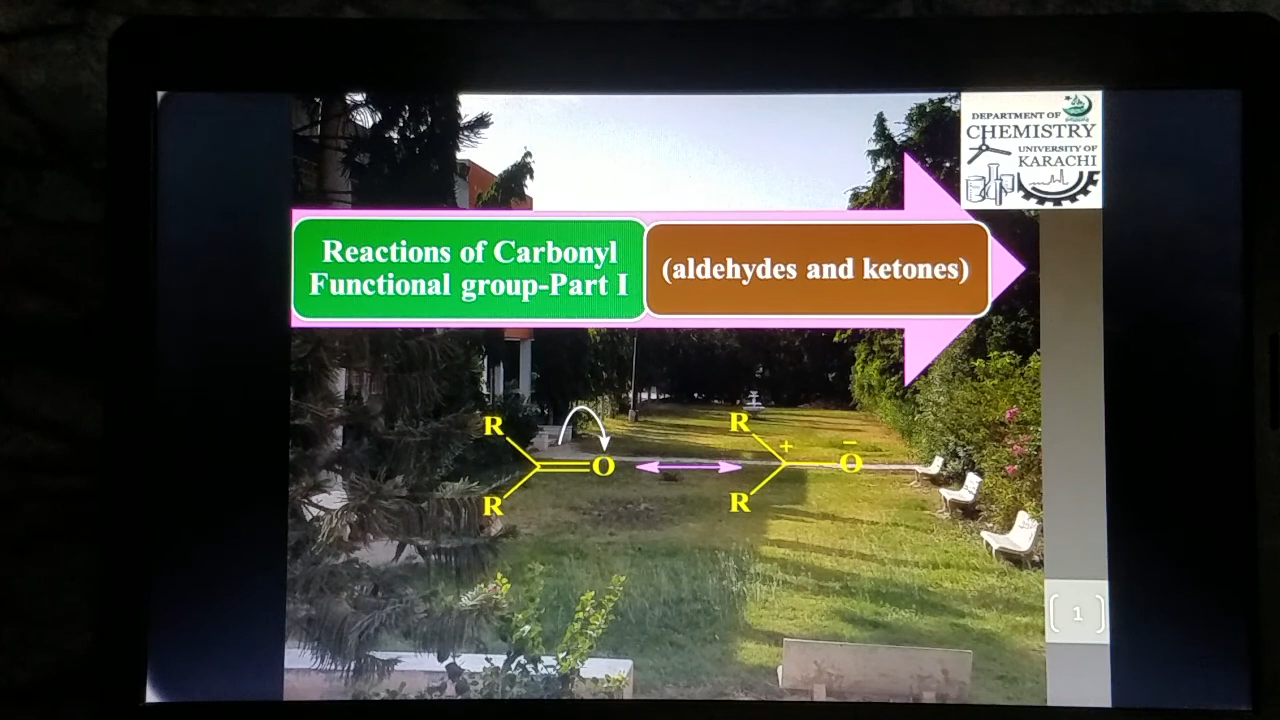 DEPARTMENT OF
CHEMISTRY
UNIVERSITY OF
KARACHI
Reactions of Carbonyl
Functional group-Part I
(aldehydes and ketones)
R
R
O
R
R
+
−
O
1